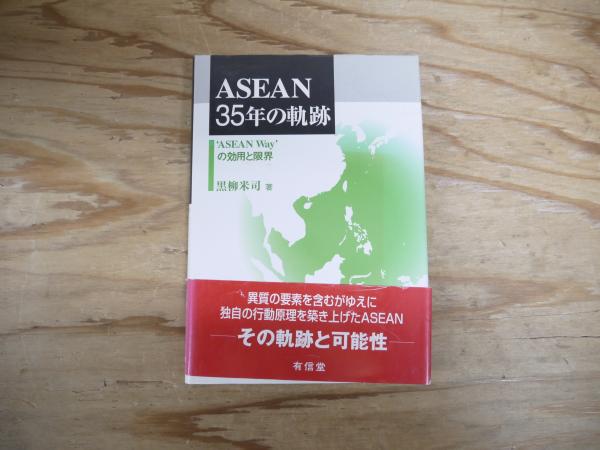 ASEAN
35年の軌跡
‘ASEAN Way’
の効用と限界
黒柳米司 著
異質の要素を含むがゆえに
独自の行動原理を築き上げたASEAN
その軌跡と可能性
有信堂